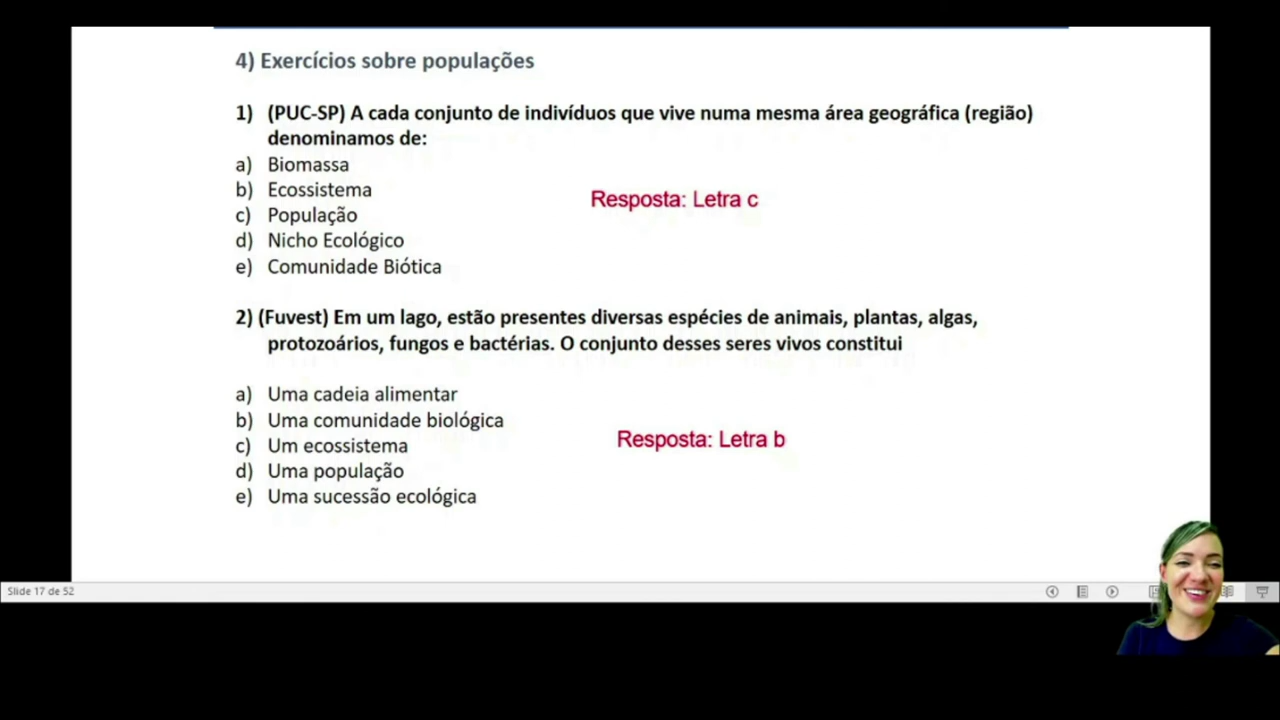 4) Exercícios sobre populações
1) (PUC-SP) A cada conjunto de indivíduos que vive numa mesma área geográfica (região)
denominamos de:
a) Biomassa
b) Ecossistema
Resposta: Letra c
c) População
d) Nicho Ecológico
e) Comunidade Biótica
2) (Fuvest) Em um lago, estão presentes diversas espécies de animais, plantas, algas,
protozoários, fungos e bactérias. O conjunto desses seres vivos constitui
a) Uma cadeia alimentar
b) Uma comunidade biológica
Resposta: Letra b
c) Um ecossistema
d) Uma população
e) Uma sucessão ecológica
Slide 17 de 52